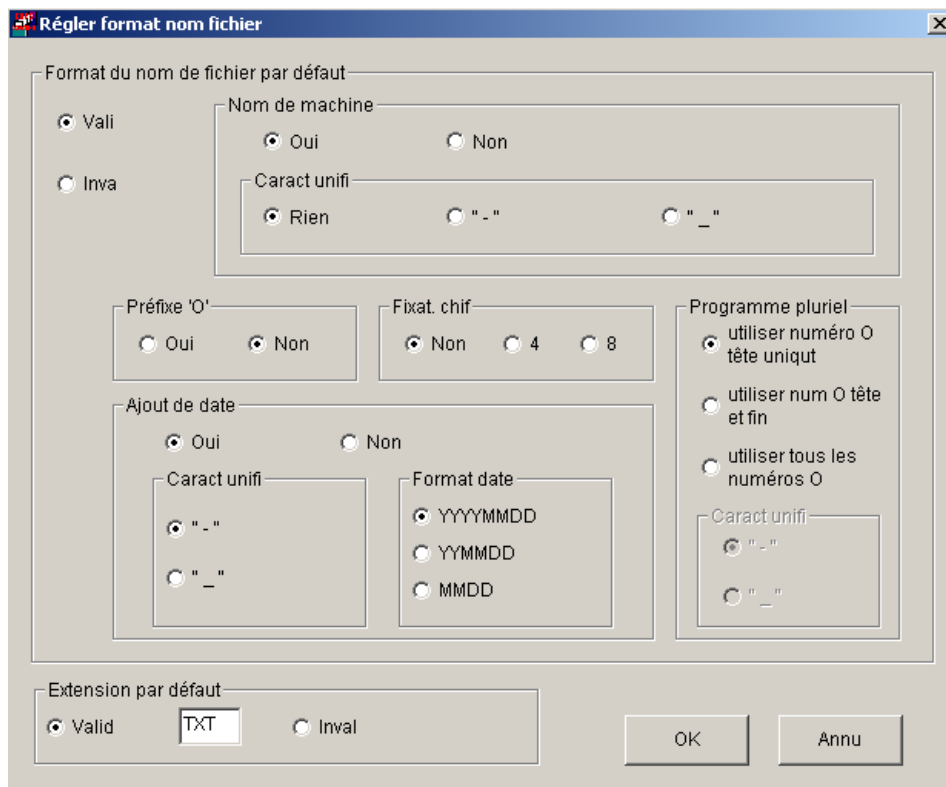 Régler format nom fichier
Format du nom de fichier par défaut
Vali
Inva
Nom de machine
Oui
Non
Caract unifi
Rien
" - "
" _ "
Préfixe 'O'
Oui
Non
Fixat. chif
Non
4
8
Programme pluriel
utiliser numéro O
tête uniqut
utiliser num O tête
et fin
utiliser tous les
numéros O
Caract unifi
" - "
" _ "
Ajout de date
Oui
Non
Caract unifi
" - "
" _ "
Format date
YYYYMMDD
YYMMDD
MMDD
Extension par défaut
Valid
TXT
Inval
OK
Annu